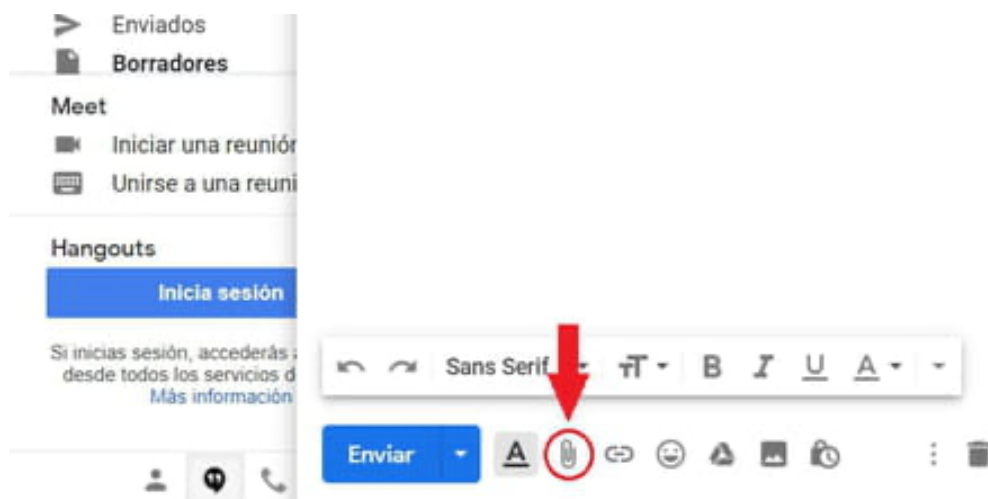 Enviados
Borradores
Meet
Iniciar una reunión
Unirse a una reuni
Hangouts
Inicia sesión
Si inicias sesión, accederás a
desde todos los servicios d
Más información
Sans Serif
B I U A
Enviar
A